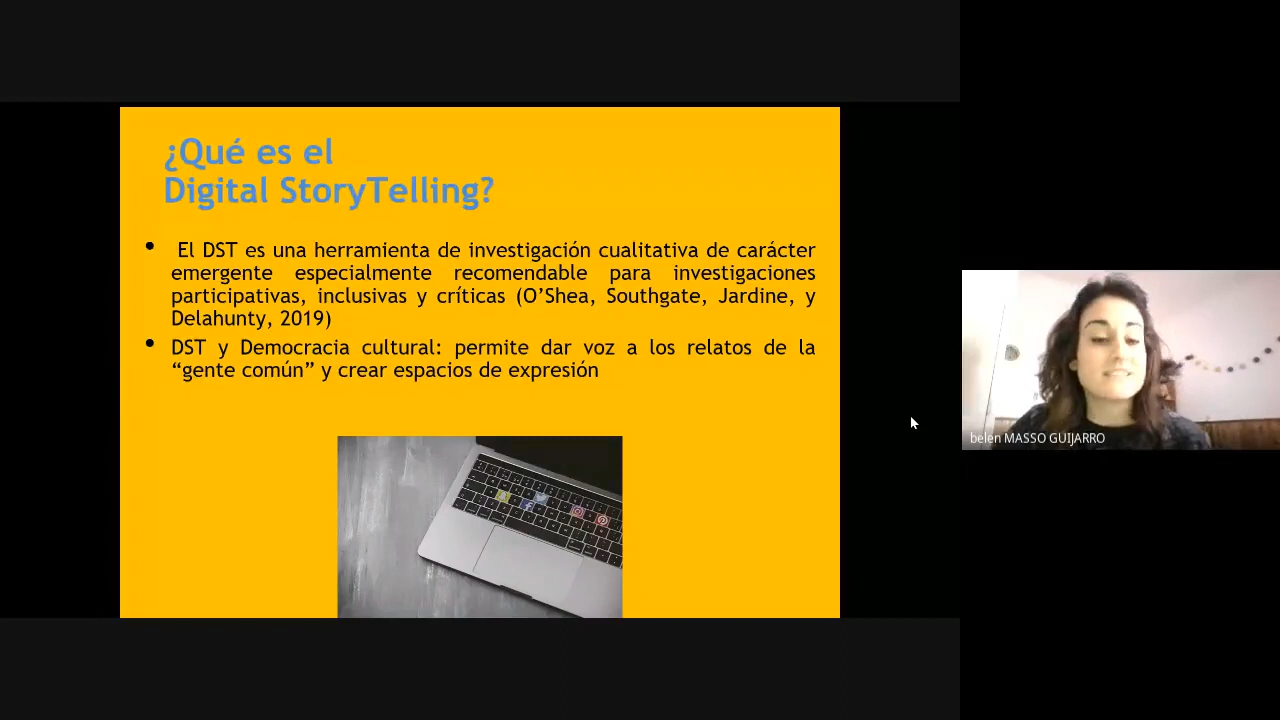 ¿Qué es el
Digital StoryTelling?
• El DST es una herramienta de investigación cualitativa de carácter
emergente especialmente recomendable para investigaciones
participativas, inclusivas y críticas (O’Shea, Southgate, Jardine, y
Delahunty, 2019)
• DST y Democracia cultural: permite dar voz a los relatos de la
“gente común” y crear espacios de expresión
belen MASSO GUIJARRO